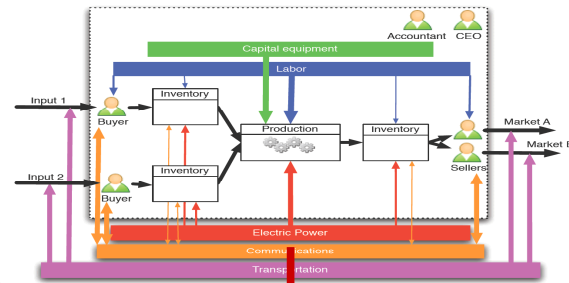 Accountant CEO
Capital equipment
Labor
Input 1
Buyer
Inventory
Production
Inventory
Market A
Market
Sellers
Inventory
Input 2
Buyer
Electric Power
Communications
Transportation